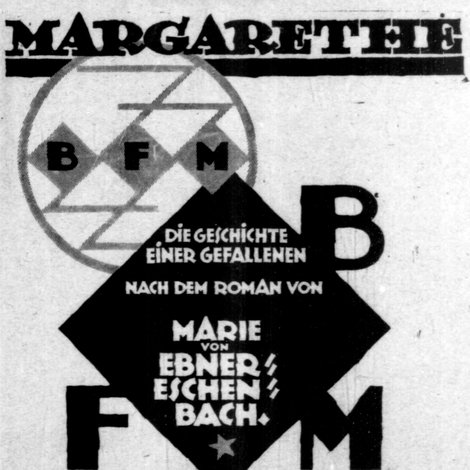 MARGARETHE
B F M
B
DIE GESCHICHTE
EINER GEFALLENEN
NACH DEM ROMAN VON
MARIE
VON
EBNER-
ESCHEN-
BACH.
F M